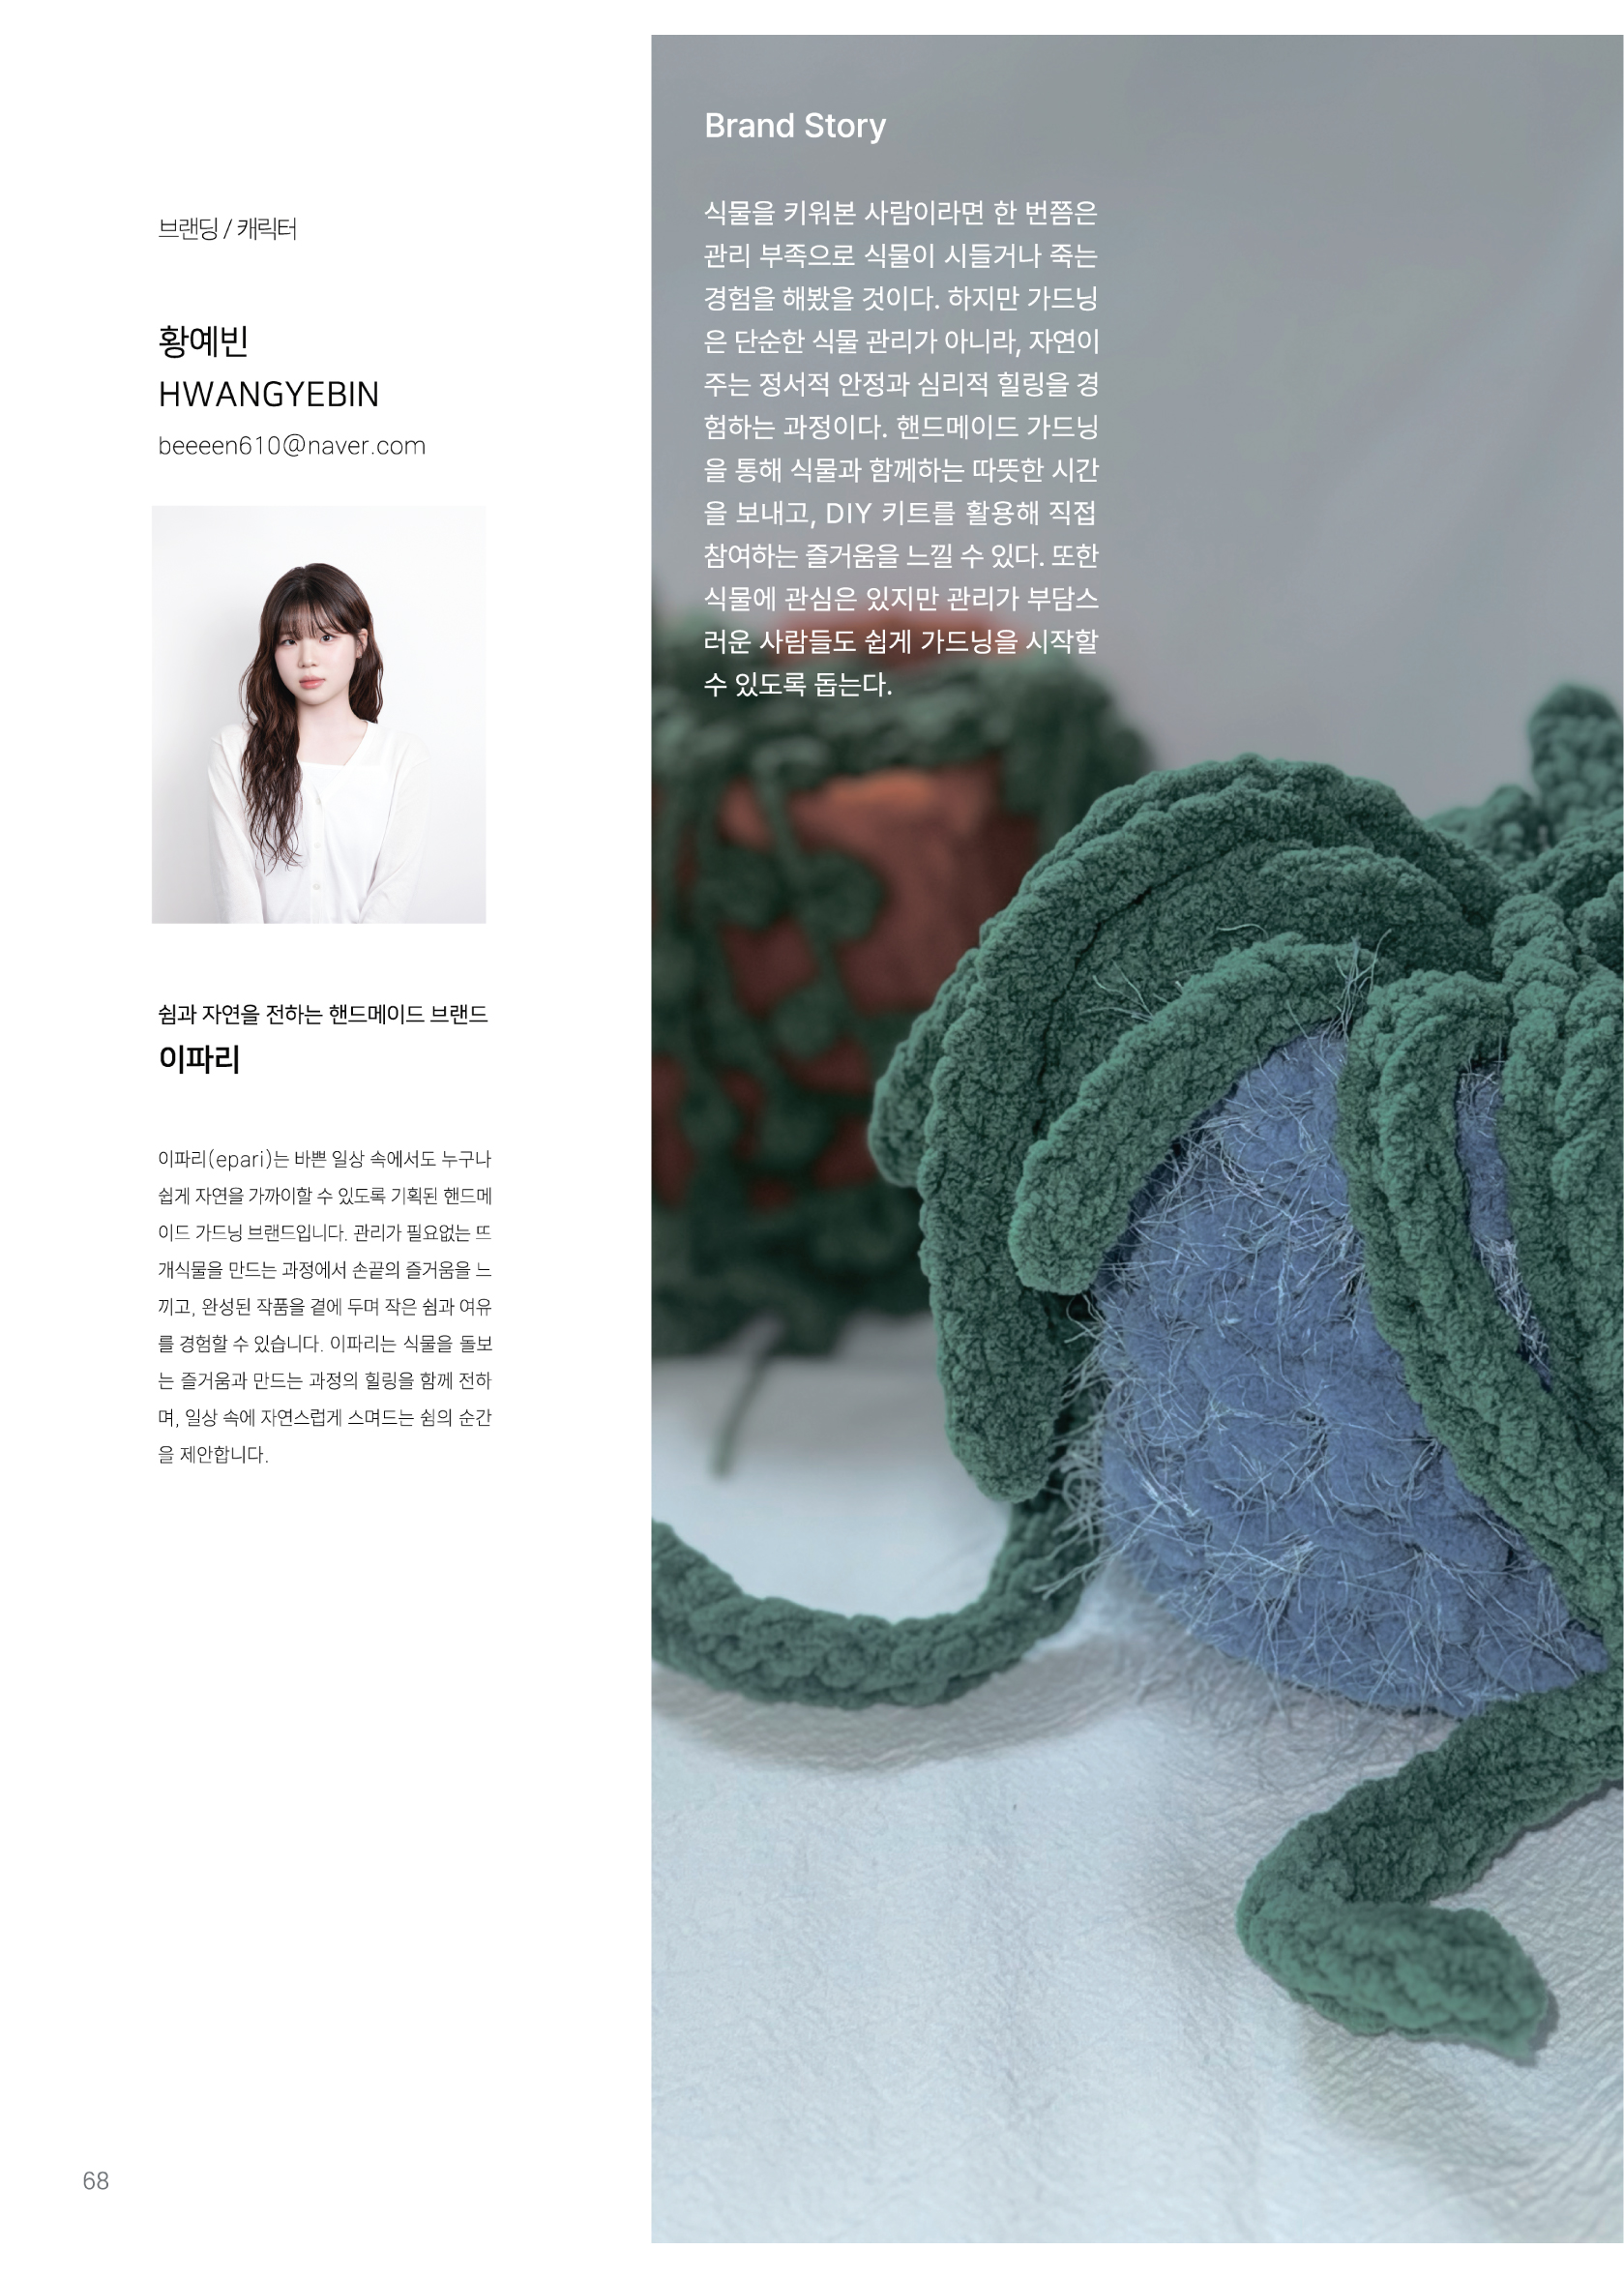 브랜딩 / 캐릭터
황예빈
HWANGYEBIN
beeeen610@naver.com
쉼과 자연을 전하는 핸드메이드 브랜드
이파리
이파리(epari)는 바쁜 일상 속에서도 누구나
쉽게 자연을 가까이할 수 있도록 기획된 핸드메
이드 가드닝 브랜드입니다. 관리가 필요없는 뜨
개식물을 만드는 과정에서 손끝의 즐거움을 느
끼고, 완성된 작품을 곁에 두며 작은 쉼과 여유
를 경험할 수 있습니다. 이파리는 식물을 돌보
는 즐거움과 만드는 과정의 힐링을 함께 전하
며, 일상 속에 자연스럽게 스며드는 쉼의 순간
을 제안합니다.
68
Brand Story
식물을 키워본 사람이라면 한 번쯤은
관리 부족으로 식물이 시들거나 죽는
경험을 해봤을 것이다. 하지만 가드닝
은 단순한 식물 관리가 아니라, 자연이
주는 정서적 안정과 심리적 힐링을 경
험하는 과정이다. 핸드메이드 가드닝
을 통해 식물과 함께하는 따뜻한 시간
을 보내고, DIY 키트를 활용해 직접
참여하는 즐거움을 느낄 수 있다. 또한
식물에 관심은 있지만 관리가 부담스
러운 사람들도 쉽게 가드닝을 시작할
수 있도록 돕는다.